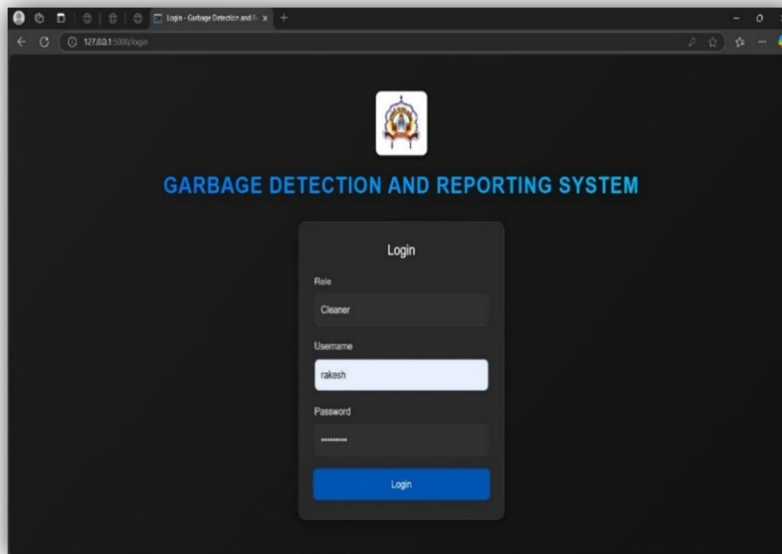 Login - Garbage Detection and R
127.0.0.1:5000/login
GARBAGE DETECTION AND REPORTING SYSTEM
Login
Role
Cleaner
Username
rakesh
Password
•••••••••
Login